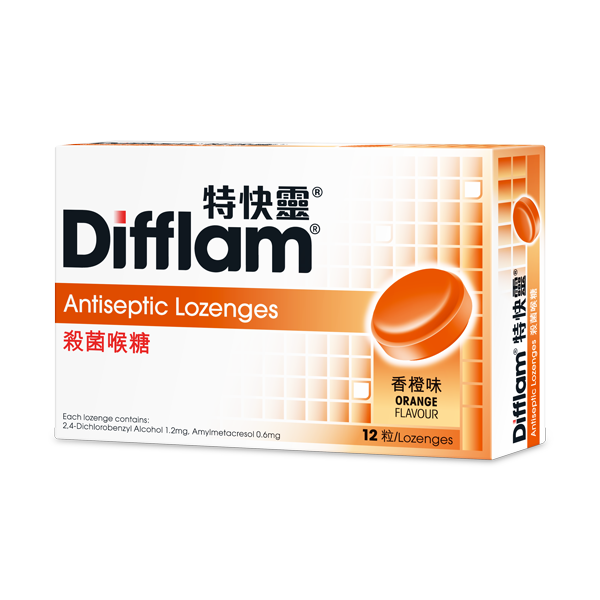 特快靈®
Difflam®
Antiseptic Lozenges
殺菌喉糖
Each lozenge contains:
2,4-Dichlorobenzyl Alcohol 1.2mg, Amylmetacresol 0.6mg
香橙味
ORANGE
FLAVOUR
12 粒/Lozenges
Difflam® 特快靈®
Antiseptic Lozenges 殺菌喉糖